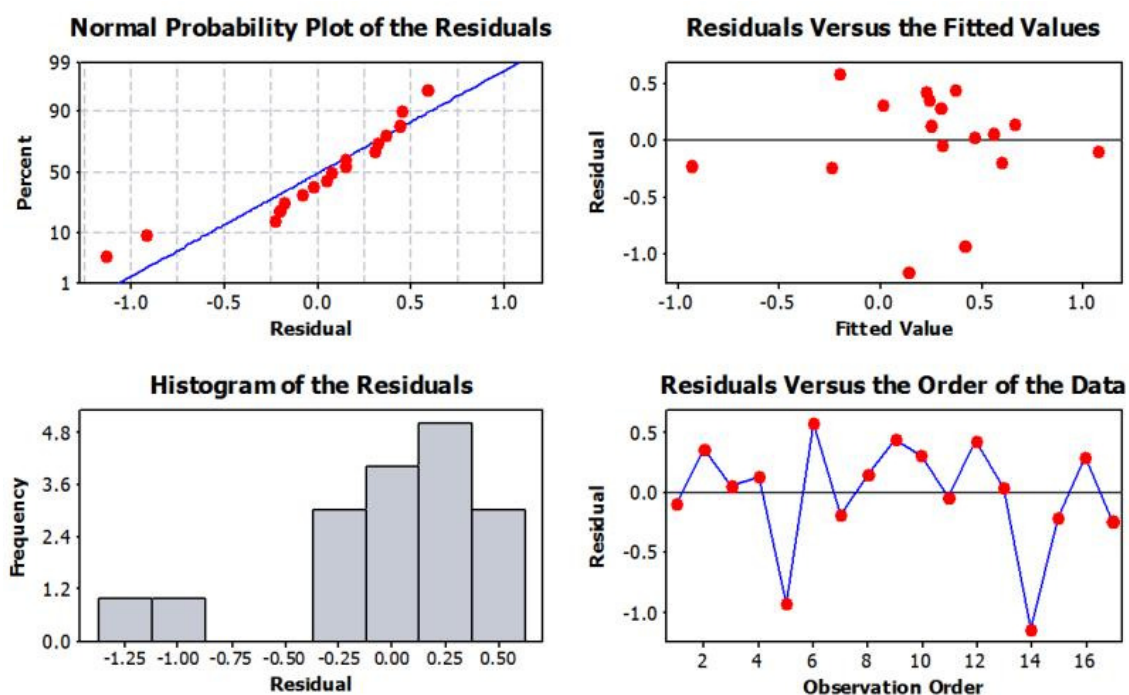 Normal Probability Plot of the Residuals
99
90
50
10
1
Percent
-1.0 -0.5 0.0 0.5 1.0
Residual
Residuals Versus the Fitted Values
0.5
0.0
-0.5
-1.0
Residual
-1.0 -0.5 0.0 0.5 1.0
Fitted Value
Histogram of the Residuals
4.8
3.6
2.4
1.2
0.0
Frequency
-1.25 -1.00 -0.75 -0.50 -0.25 0.00 0.25 0.50
Residual
Residuals Versus the Order of the Data
0.5
0.0
-0.5
-1.0
Residual
2 4 6 8 10 12 14 16
Observation Order